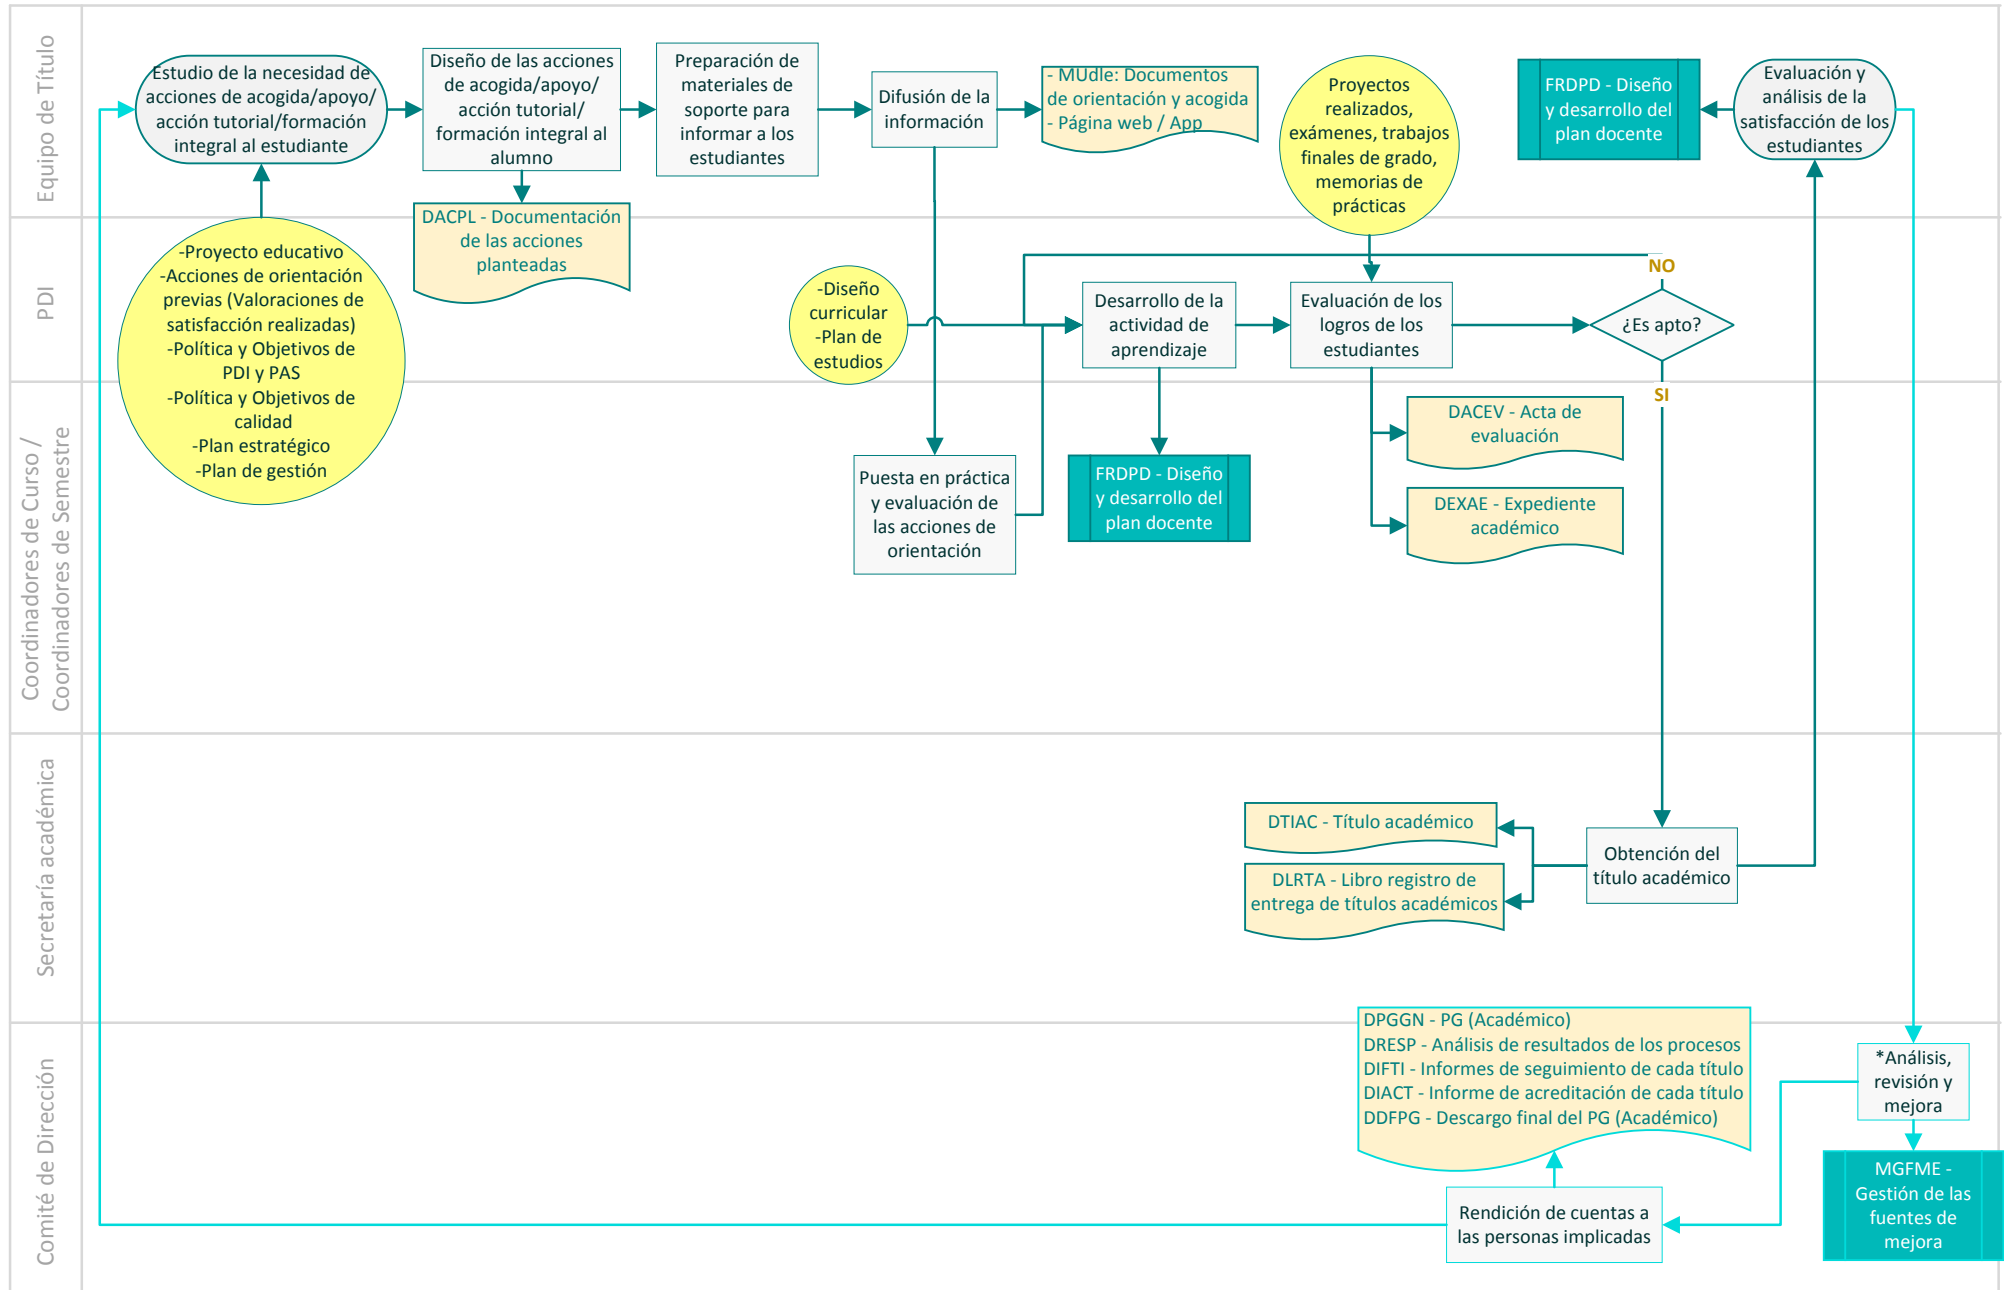 Equipo de Título
Estudio de la necesidad de
acciones de acogida/apoyo/
acción tutorial/formación
integral al estudiante
Diseño de las acciones
de acogida/apoyo/
acción tutorial/
formación integral al
alumno
Preparación de
materiales de
soporte para
informar a los
estudiantes
Difusión de la
información
- MUdle: Documentos
de orientación y acogida
- Página web / App
Proyectos
realizados,
exámenes, trabajos
finales de grado,
memorias de
prácticas
FRDPD - Diseño
y desarrollo del
plan docente
Evaluación y
análisis de la
satisfacción de los
estudiantes
DACPL - Documentación
de las acciones
planteadas
PDI
-Proyecto educativo
-Acciones de orientación
previas (Valoraciones de
satisfacción realizadas)
-Política y Objetivos de
PDI y PAS
-Política y Objetivos de
calidad
-Plan estratégico
-Plan de gestión
-Diseño
curricular
-Plan de
estudios
Desarrollo de la
actividad de
aprendizaje
Evaluación de los
logros de los
estudiantes
NO
¿Es apto?
SI
Coordinadores de Curso /
Coordinadores de Semestre
Puesta en práctica
y evaluación de
las acciones de
orientación
FRDPD - Diseño
y desarrollo del
plan docente
DACEV - Acta de
evaluación
DEXAE - Expediente
académico
Secretaría académica
DTIAC - Título académico
DLRTA - Libro registro de
entrega de títulos académicos
Obtención del
título académico
Comité de Dirección
DPGGN - PG (Académico)
DRESP - Análisis de resultados de los procesos
DIFTI - Informes de seguimiento de cada título
DIACT - Informe de acreditación de cada título
DDFPG - Descargo final del PG (Académico)
*Análisis,
revisión y
mejora
Rendición de cuentas a
las personas implicadas
MGFME -
Gestión de las
fuentes de
mejora